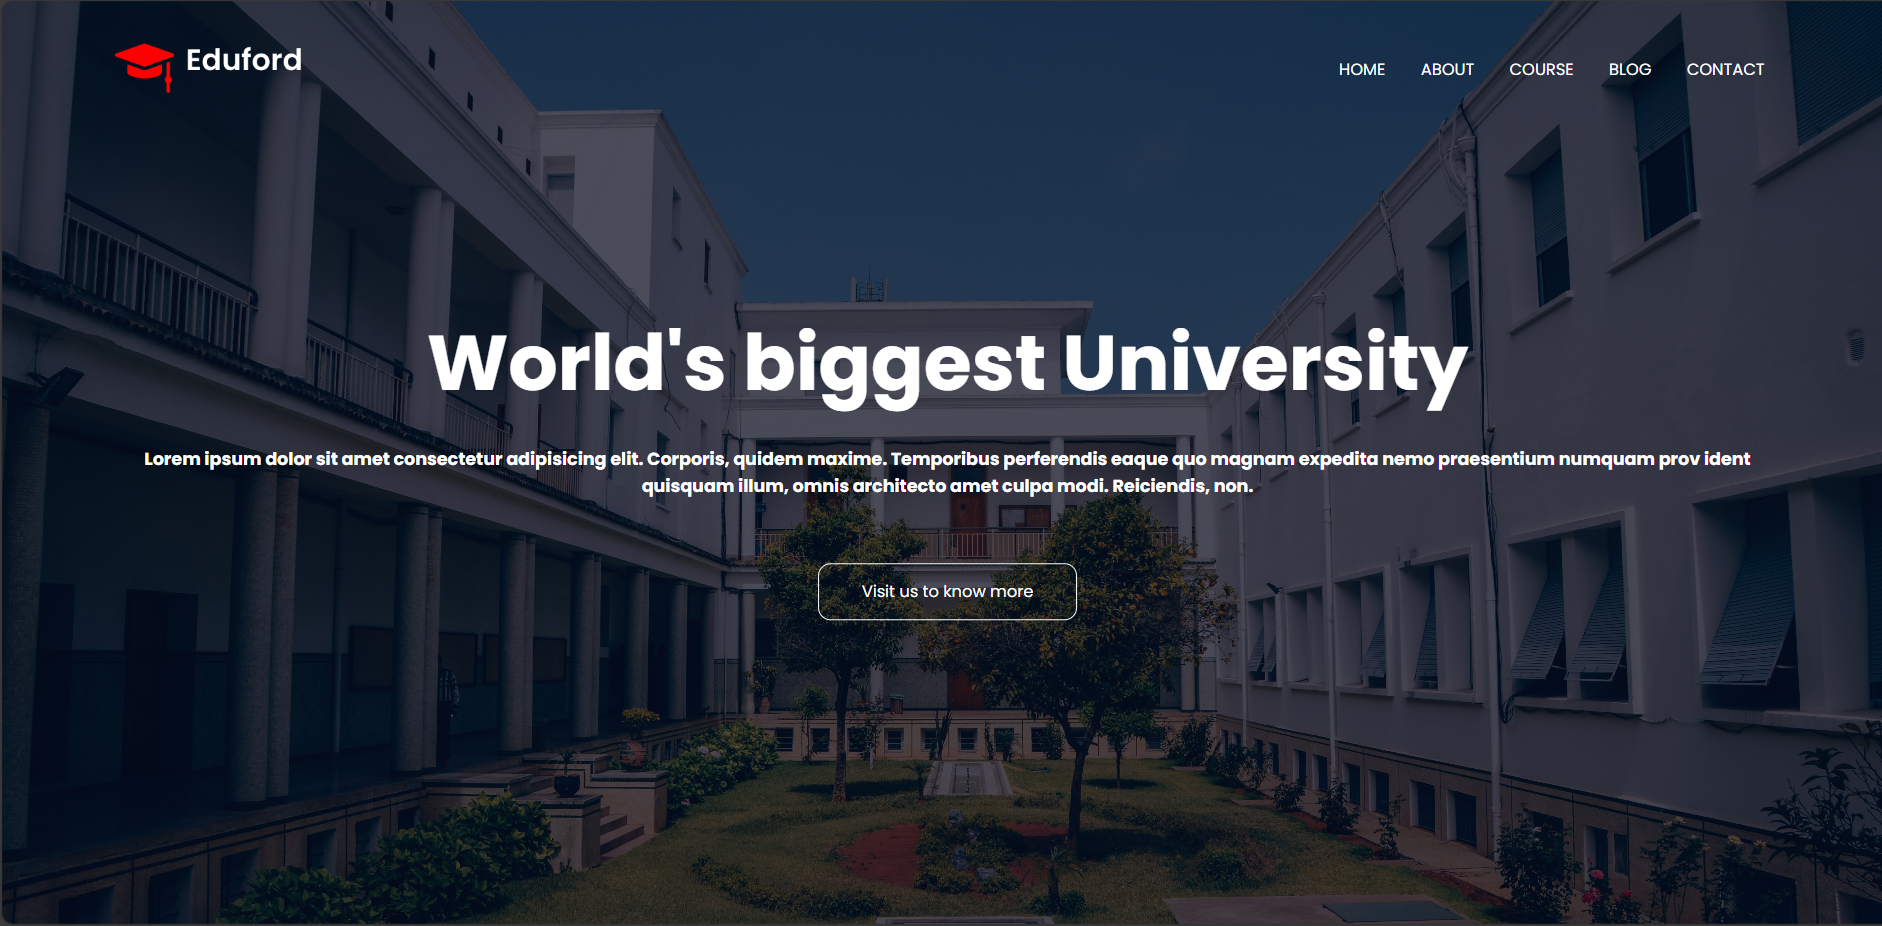 Eduford
HOME ABOUT COURSE BLOG CONTACT
World's biggest University
Lorem ipsum dolor sit amet consectetur adipisicing elit. Corporis, quidem maxime. Temporibus perferendis eaque quo magnam expedita nemo praesentium numquam prov ident
quisquam illum, omnis architecto amet culpa modi. Reiciendis, non.
Visit us to know more